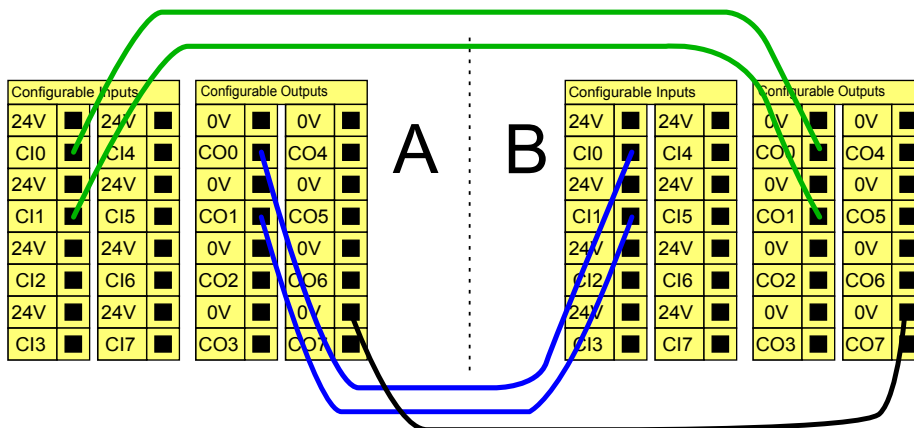 Configurable Inputs
24V 24V
CI0 CI4
24V 24V
CI1 CI5
24V 24V
CI2 CI6
24V 24V
CI3 CI7
Configurable Outputs
0V 0V
CO0 CO4
0V 0V
CO1 CO5
0V 0V
CO2 CO6
0V 0V
CO3 CO7
A
B
Configurable Inputs
24V 24V
CI0 CI4
24V 24V
CI1 CI5
24V 24V
CI2 CI6
24V 24V
CI3 CI7
Configurable Outputs
0V 0V
CO0 CO4
0V 0V
CO1 CO5
0V 0V
CO2 CO6
0V 0V
CO3 CO7